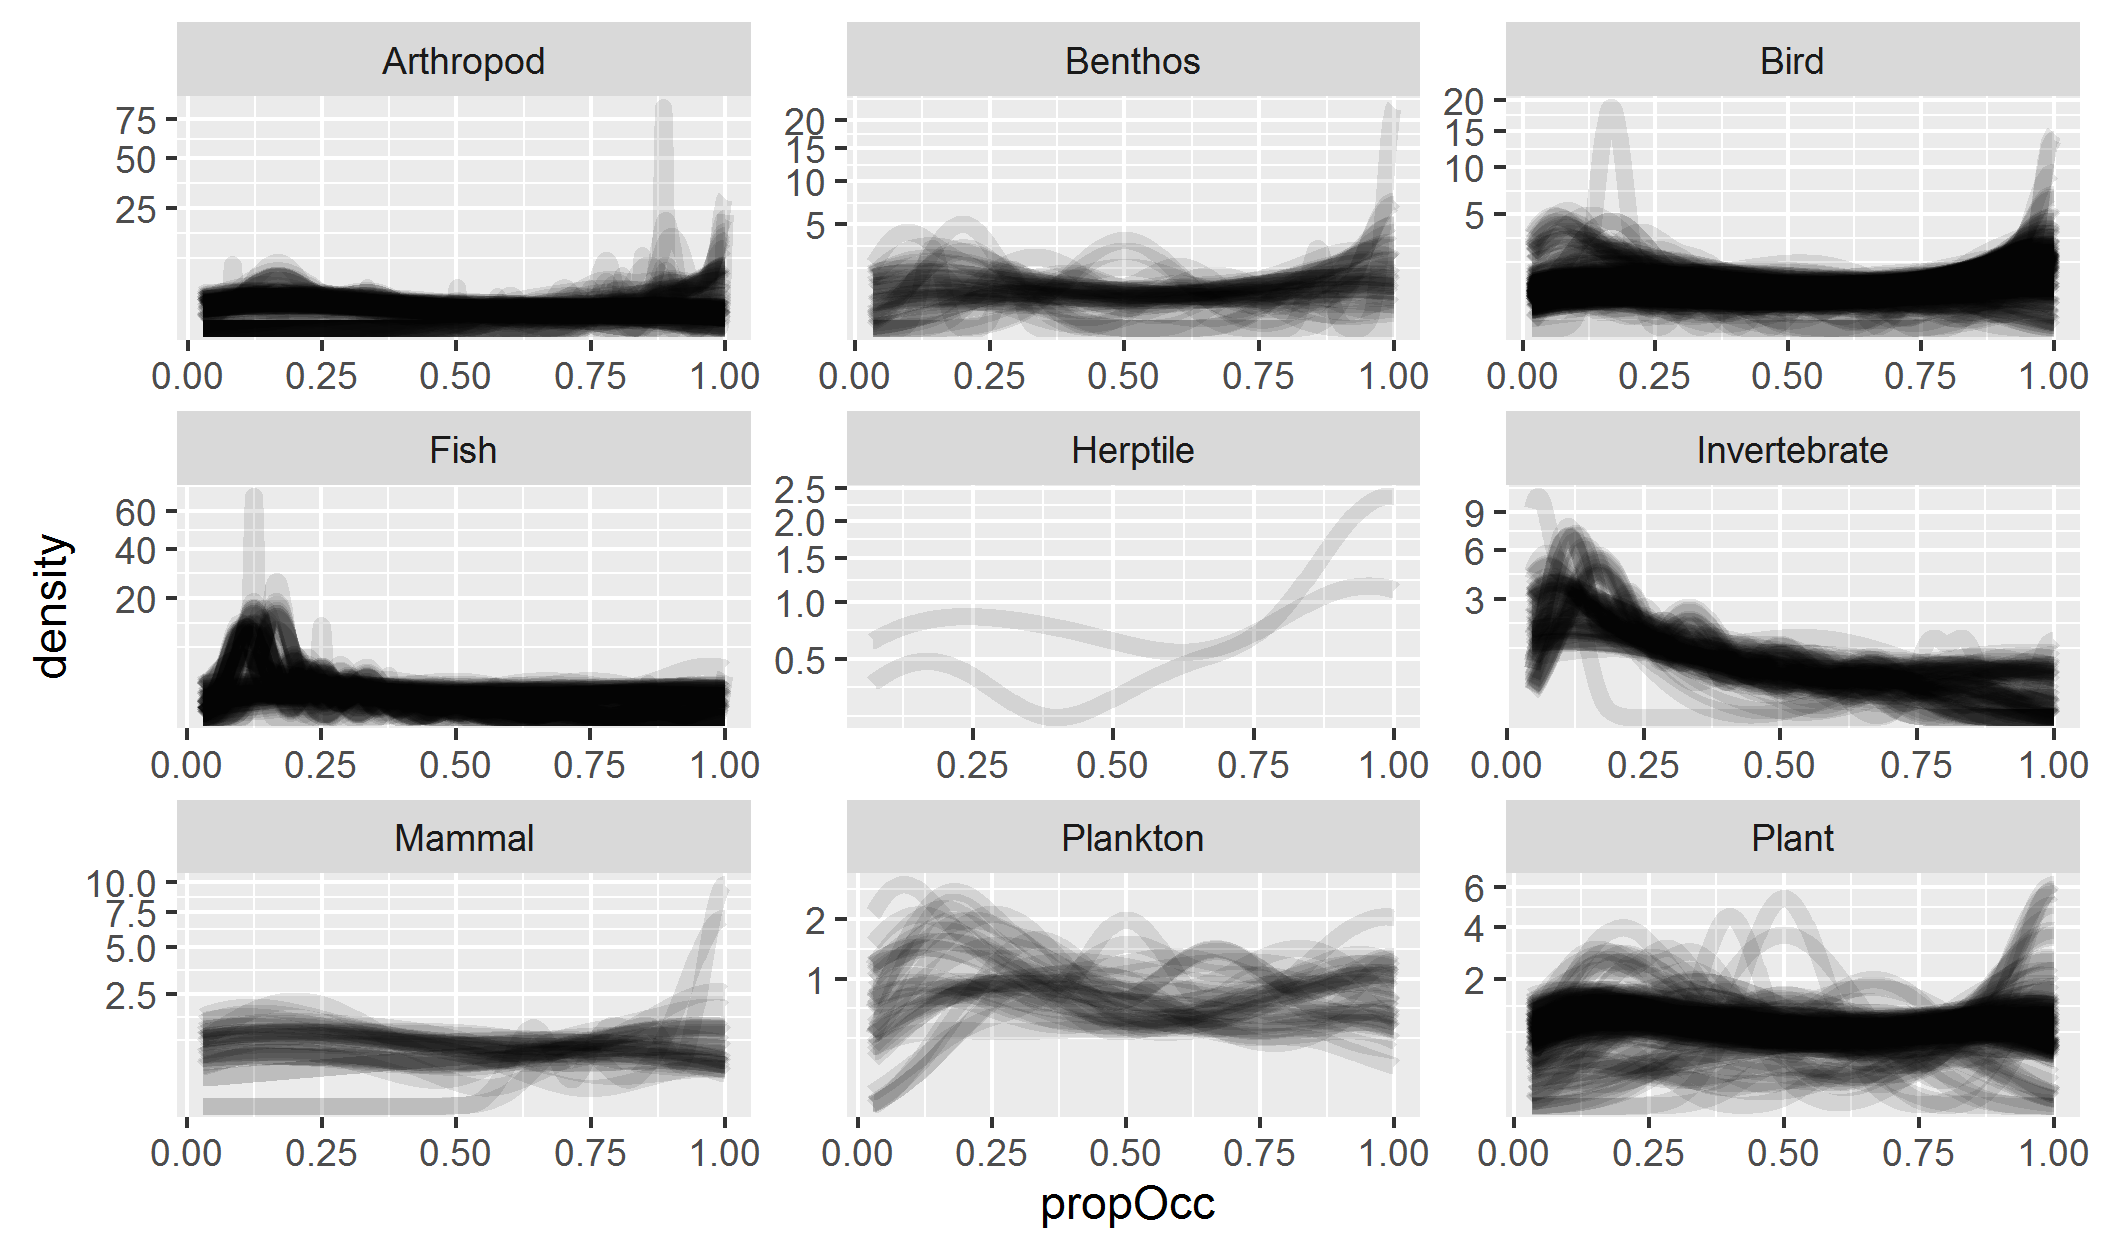 Arthropod Benthos Bird
75 50 25
20 15 10 5
20 15 10 5
0.00 0.25 0.50 0.75 1.00
0.00 0.25 0.50 0.75 1.00
0.00 0.25 0.50 0.75 1.00
Fish Herptile Invertebrate
density
60 40 20
2.5 2.0 1.5 1.0 0.5
9 6 3
0.00 0.25 0.50 0.75 1.00
0.25 0.50 0.75 1.00
0.00 0.25 0.50 0.75 1.00
Mammal Plankton Plant
10.0 7.5 5.0 2.5
2 1
6 4 2
0.00 0.25 0.50 0.75 1.00
0.00 0.25 0.50 0.75 1.00
0.00 0.25 0.50 0.75 1.00
propOcc